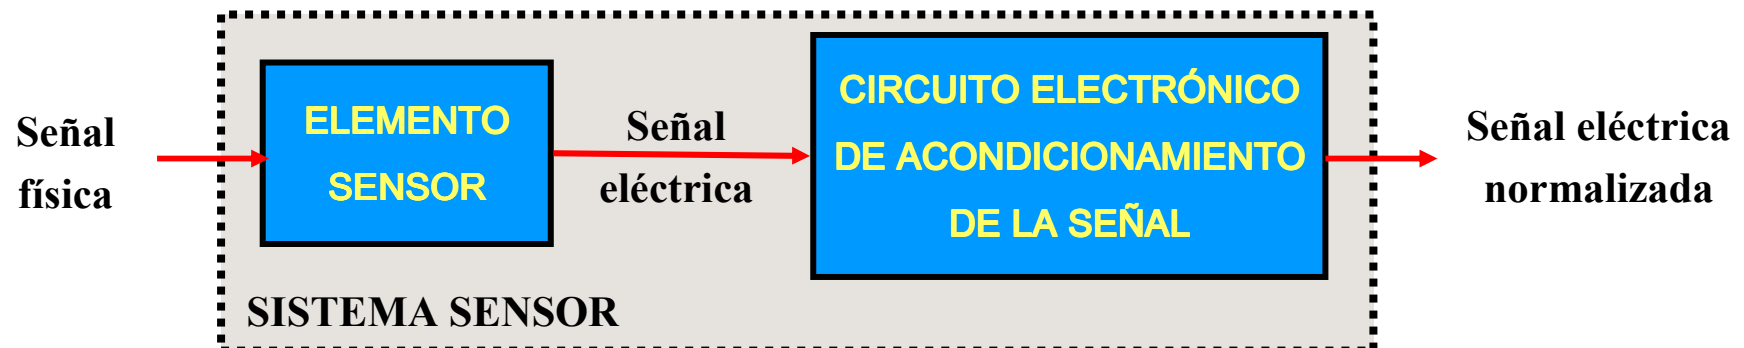 Señal
física
ELEMENTO
SENSOR
Señal
eléctrica
CIRCUITO ELECTRÓNICO
DE ACONDICIONAMIENTO
DE LA SEÑAL
Señal eléctrica
normalizada
SISTEMA SENSOR